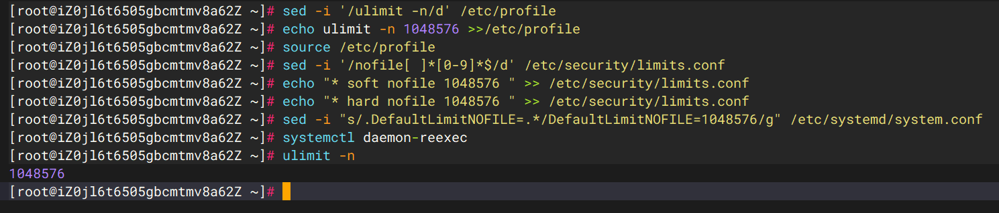 [root@iZ0jl6t6505gbcmtmv8a62Z ~]# sed -i '/ulimit -n/d' /etc/profile
[root@iZ0jl6t6505gbcmtmv8a62Z ~]# echo ulimit -n 1048576 >>/etc/profile
[root@iZ0jl6t6505gbcmtmv8a62Z ~]# source /etc/profile
[root@iZ0jl6t6505gbcmtmv8a62Z ~]# sed -i '/nofile[ ]*[0-9]*$/d' /etc/security/limits.conf
[root@iZ0jl6t6505gbcmtmv8a62Z ~]# echo "* soft nofile 1048576 " >> /etc/security/limits.conf
[root@iZ0jl6t6505gbcmtmv8a62Z ~]# echo "* hard nofile 1048576 " >> /etc/security/limits.conf
[root@iZ0jl6t6505gbcmtmv8a62Z ~]# sed -i "s/.DefaultLimitNOFILE=.*/DefaultLimitNOFILE=1048576/g" /etc/systemd/system.conf
[root@iZ0jl6t6505gbcmtmv8a62Z ~]# systemctl daemon-reexec
[root@iZ0jl6t6505gbcmtmv8a62Z ~]# ulimit -n
1048576
[root@iZ0jl6t6505gbcmtmv8a62Z ~]#